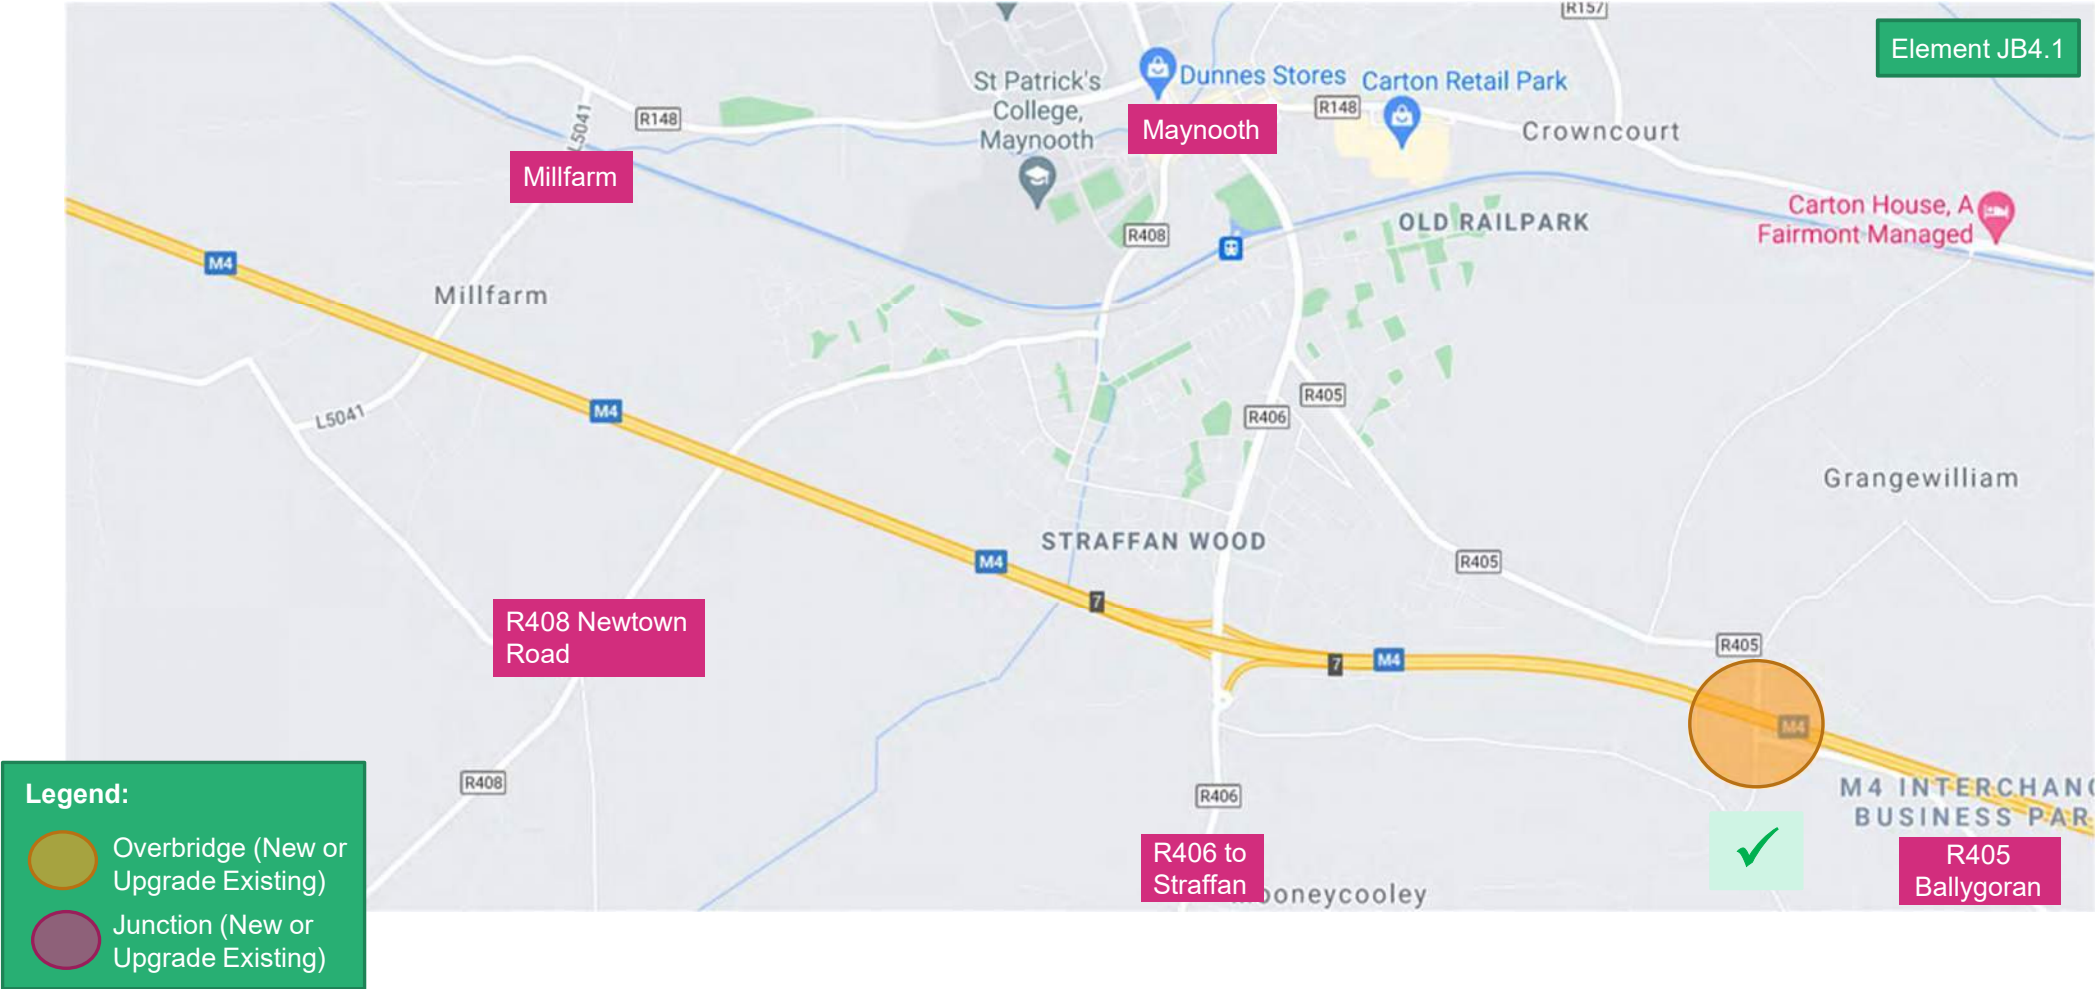 R157
Element JB4.1
St Patrick's
College,
Maynooth
Dunnes Stores
Carton Retail Park
L5041
R148
R148
Maynooth
Crowncourt
Millfarm
Carton House, A
Fairmont Managed
OLD RAILPARK
R408
M4
Millfarm
R405
M4
L5041
R406
Grangewilliam
STRAFFAN WOOD
M4
R405
7
R408 Newtown
Road
R405
7
M4
M4
R408
R406
M4 INTERCHAN
BUSINESS PAR
Legend:
Overbridge (New or
Upgrade Existing)
Junction (New or
Upgrade Existing)
R406 to
Straffan
ooneycooley
R405
Ballygoran